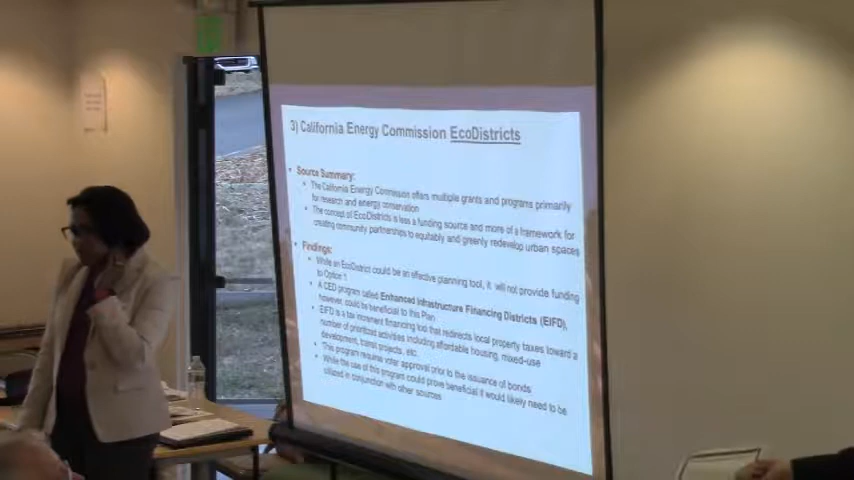 3) California Energy Commission EcoDistricts
Source Summary:
The California Energy Commission offers multiple grants and programs primarily
for research and energy conservation
The concept of EcoDistricts is less a funding source and more of a framework for
creating community partnerships to equitably and greenly redevelop urban spaces
Findings:
While an EcoDistrict could be an effective planning tool, it will not provide funding
to Option 1
A CED program called Enhanced Infrastructure Financing Districts (EIFD),
however, could be beneficial to this Plan
EIFD is a tax increment financing tool that redirects local property taxes toward a
number of prioritized activities including affordable housing, mixed-use
development, transit projects, etc.
This program requires voter approval prior to the issuance of bonds
While the use of this program could prove beneficial it would likely need to be
utilized in conjunction with other sources